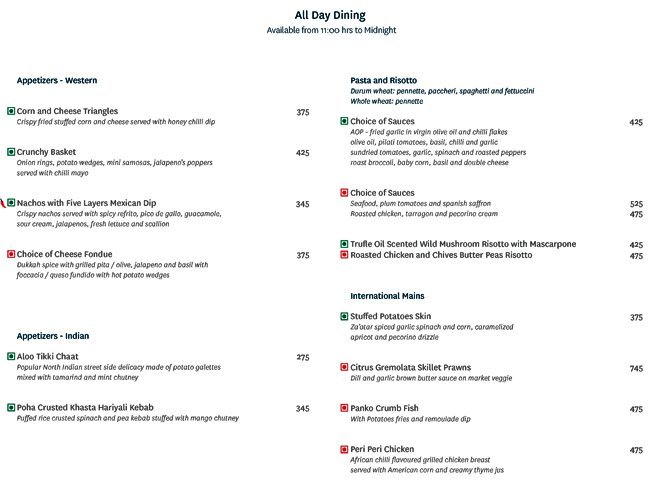 All Day Dining
Available from 11:00 hrs to Midnight
Appetizers - Western
Corn and Cheese Triangles 375
Crispy fried stuffed corn and cheese served with honey chilli dip
Crunchy Basket 425
Onion rings, potato wedges, mini samosas, jalapeno's poppers
served with chilli mayo
Nachos with Five Layers Mexican Dip 345
Crispy nachos served with spicy refrito, pico de gallo, guacamole,
sour cream, jalapenos, fresh lettuce and scallion
Choice of Cheese Fondue 375
Dukkah spice with grilled pita / olive, jalapeno and basil with
foccacia / queso fundido with hot potato wedges
Appetizers - Indian
Aloo Tikki Chaat 275
Popular North Indian street side delicacy made of potato galettes
mixed with tamarind and mint chutney
Poha Crusted Khasta Hariyali Kebab 345
Puffed rice crusted spinach and pea kebab stuffed with mango chutney
Pasta and Risotto
Durum wheat: pennette, paccheri, spaghetti and fettuccini
Whole wheat: pennette
Choice of Sauces 425
AOP - fried garlic in virgin olive oil and chilli flakes
olive oil, pilati tomatoes, basil, chilli and garlic
sundried tomatoes, garlic, spinach and roasted peppers
roast broccoli, baby corn, basil and double cheese
Choice of Sauces
Seafood, plum tomatoes and spanish saffron 525
Roasted chicken, tarragon and pecorino cream 475
Trufle Oil Scented Wild Mushroom Risotto with Mascarpone 425
Roasted Chicken and Chives Butter Peas Risotto 475
International Mains
Stuffed Potatoes Skin 375
Za'atar spiced garlic spinach and corn, caramelized
apricot and pecorino drizzle
Citrus Gremolata Skillet Prawns 745
Dill and garlic brown butter sauce on market veggie
Panko Crumb Fish 475
With Potatoes fries and remoulade dip
Peri Peri Chicken 475
African chilli flavoured grilled chicken breast
served with American corn and creamy thyme jus